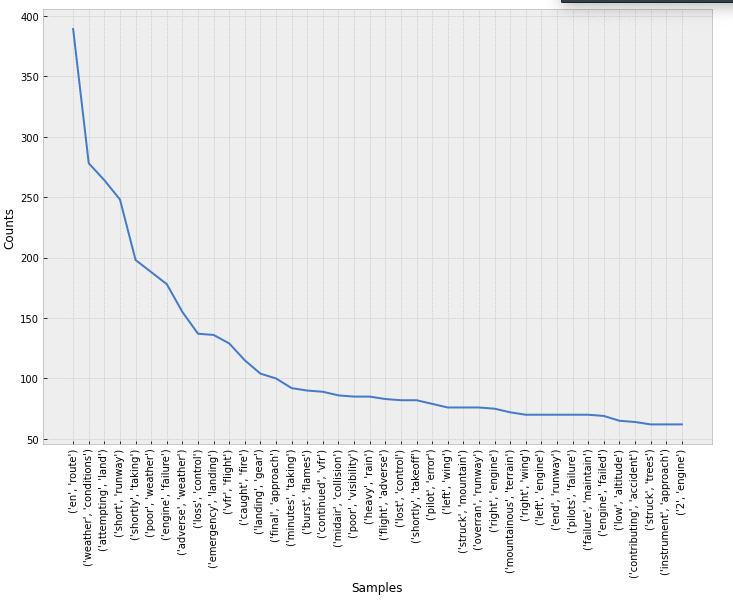 400
350
300
250
200
150
100
50
Counts
('en', 'route')
('weather', 'conditions')
('attempting', 'land')
('short', 'runway')
('shortly', 'taking')
('poor', 'weather')
('engine', 'failure')
('adverse', 'weather')
('loss', 'control')
('emergency', 'landing')
('vfr', 'flight')
('caught', 'fire')
('landing', 'gear')
('final', 'approach')
('minutes', 'taking')
('burst', 'flames')
('continued', 'vfr')
('midair', 'collision')
('poor', 'visibility')
('heavy', 'rain')
('flight', 'adverse')
('lost', 'control')
('shortly', 'takeoff')
('pilot', 'error')
('left', 'wing')
('struck', 'mountain')
('overran', 'runway')
('right', 'engine')
('mountainous', 'terrain')
('right', 'wing')
('left', 'engine')
('end', 'runway')
('pilots', 'failure')
('failure', 'maintain')
('engine', 'failed')
('low', 'altitude')
('contributing', 'accident')
('struck', 'trees')
('instrument', 'approach')
('2', 'engine')
Samples